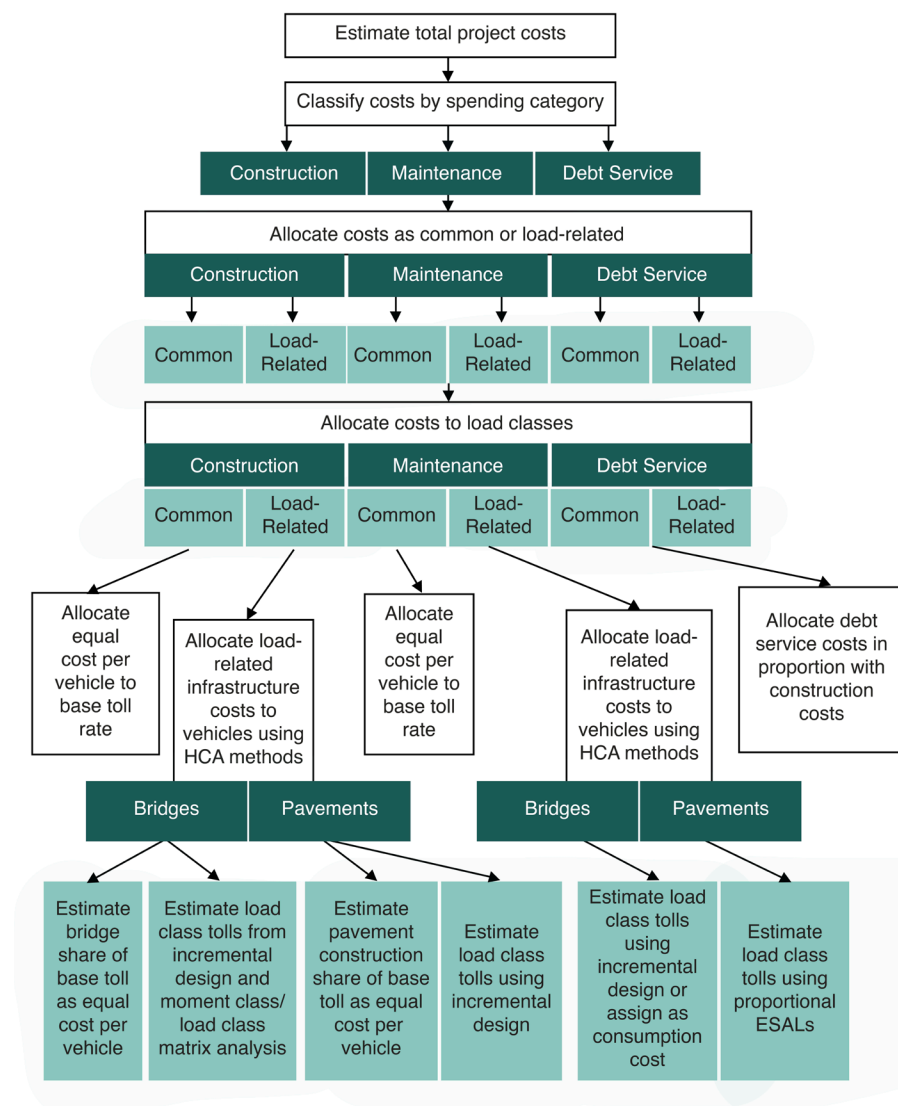 Estimate total project costs
Classify costs by spending category
Construction
Maintenance
Debt Service
Allocate costs as common or load-related
Construction
Maintenance
Debt Service
Common
Load-
Related
Common
Load-
Related
Common
Load-
Related
Allocate costs to load classes
Construction
Maintenance
Debt Service
Common
Load-
Related
Common
Load-
Related
Common
Load-
Related
Allocate
equal
cost per
vehicle to
base toll
rate
Allocate load-
related
infrastructure
costs to
vehicles using
HCA methods
Allocate
equal
cost per
vehicle to
base toll
rate
Allocate load-
related
infrastructure
costs to
vehicles using
HCA methods
Allocate debt
service costs in
proportion with
construction
costs
Bridges
Pavements
Bridges
Pavements
Estimate
bridge
share of
base toll
as equal
cost per
vehicle
Estimate load
class tolls from
incremental
design and
moment class/
load class
matrix analysis
Estimate
pavement
construction
share of base
toll as equal
cost per
vehicle
Estimate
load class
tolls using
incremental
design
Estimate load
class tolls
using
incremental
design or
assign as
consumption
cost
Estimate
load class
tolls using
proportional
ESALs